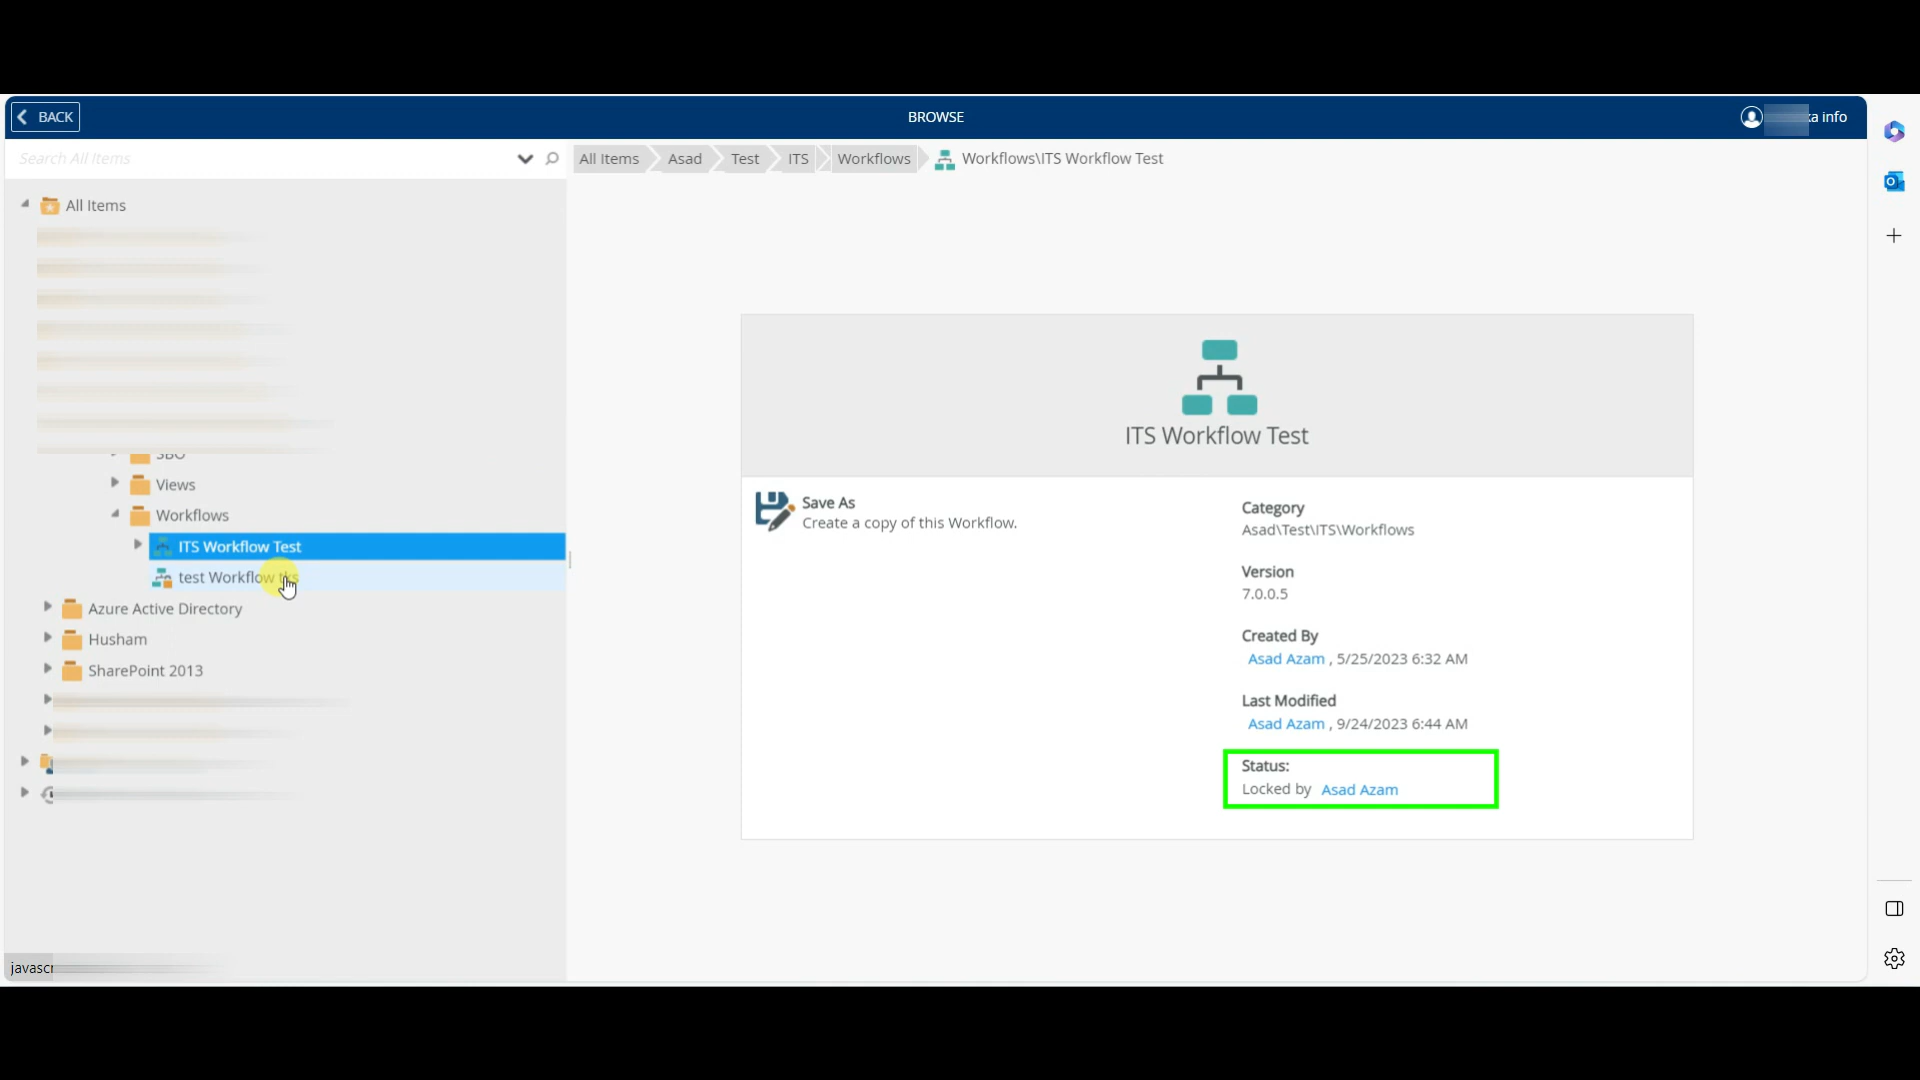 BACK
BROWSE
a info
Search All Items
All Items
Asad
Test
ITS
Workflows
Workflows\ITS Workflow Test
All Items
SBO
Views
Workflows
ITS Workflow Test
test Workflow tks
Azure Active Directory
Husham
SharePoint 2013
javasc
ITS Workflow Test
Save As
Create a copy of this Workflow.
Category
Asad\Test\ITS\Workflows
Version
7.0.0.5
Created By
Asad Azam , 5/25/2023 6:32 AM
Last Modified
Asad Azam , 9/24/2023 6:44 AM
Status:
Locked by Asad Azam